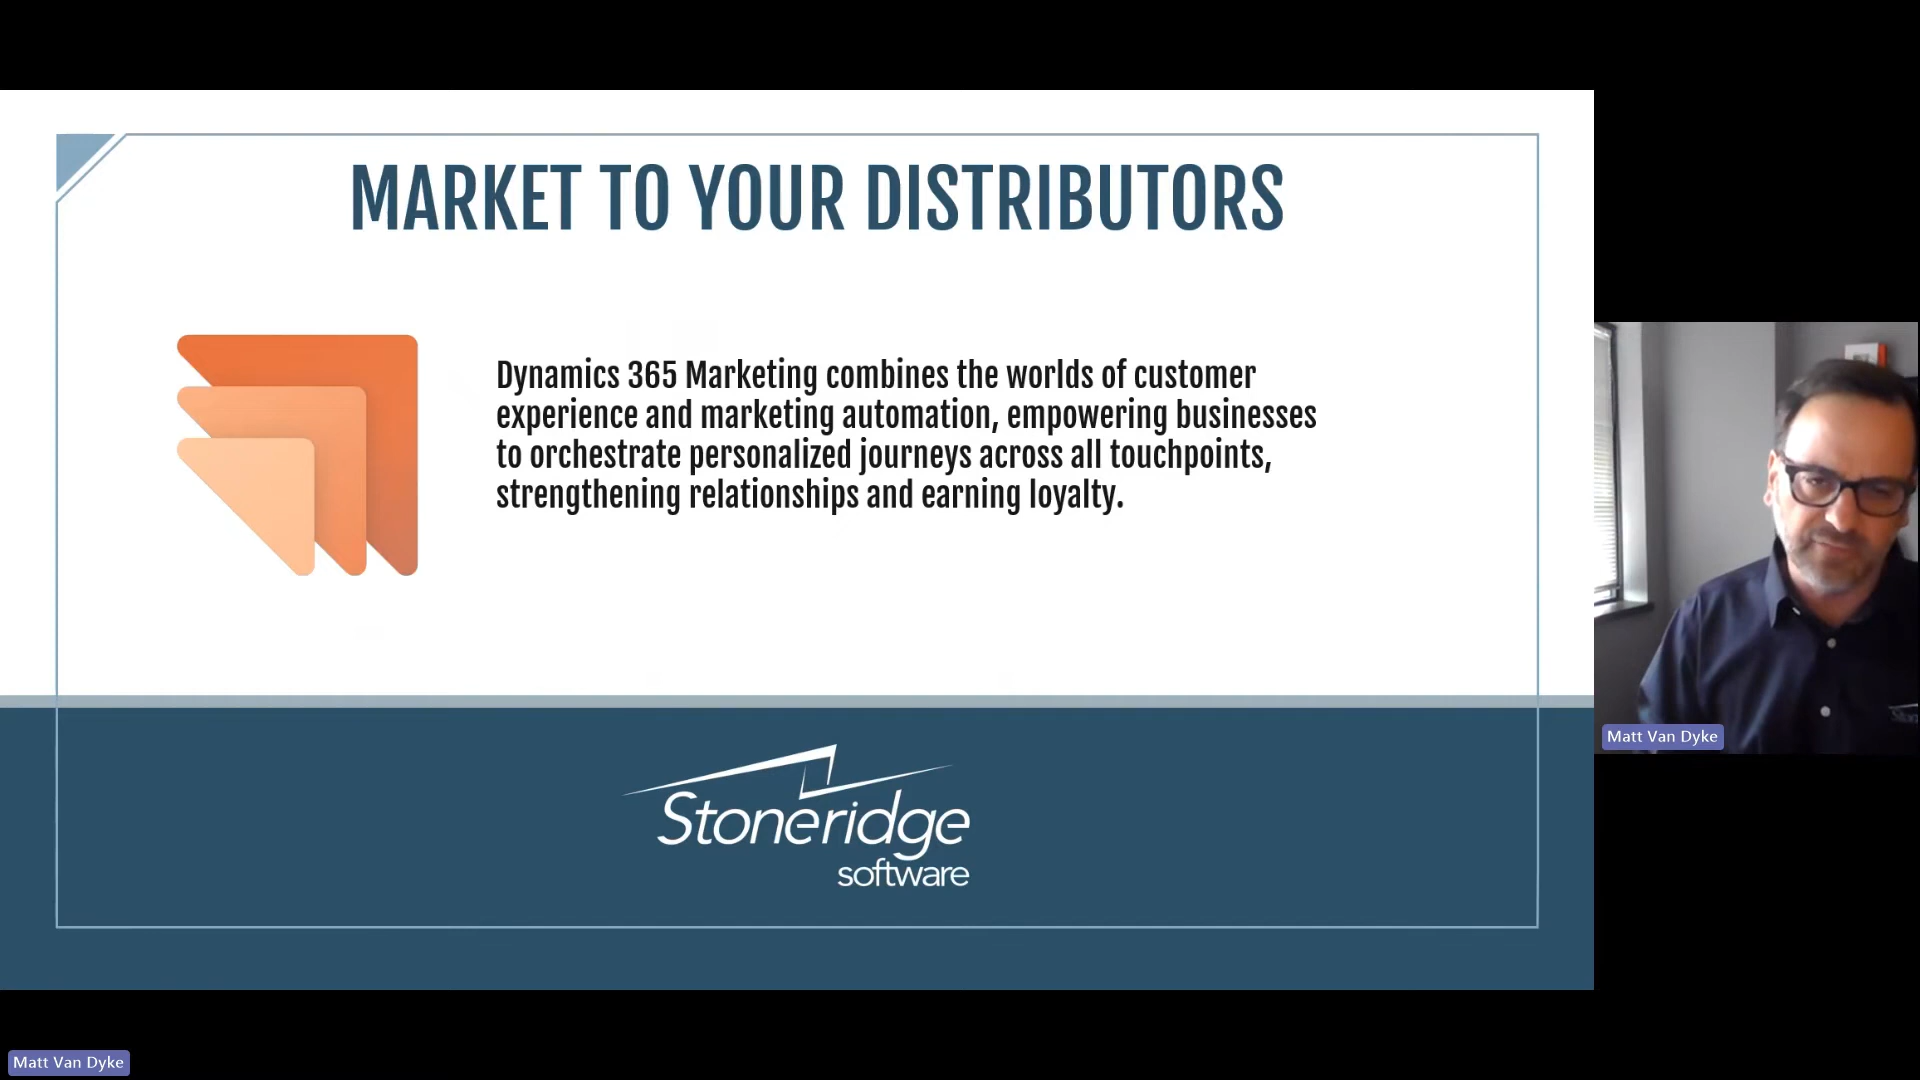 MARKET TO YOUR DISTRIBUTORS
Dynamics 365 Marketing combines the worlds of customer
experience and marketing automation, empowering businesses
to orchestrate personalized journeys across all touchpoints,
strengthening relationships and earning loyalty.
Stoneridge
software
Matt Van Dyke
Matt Van Dyke